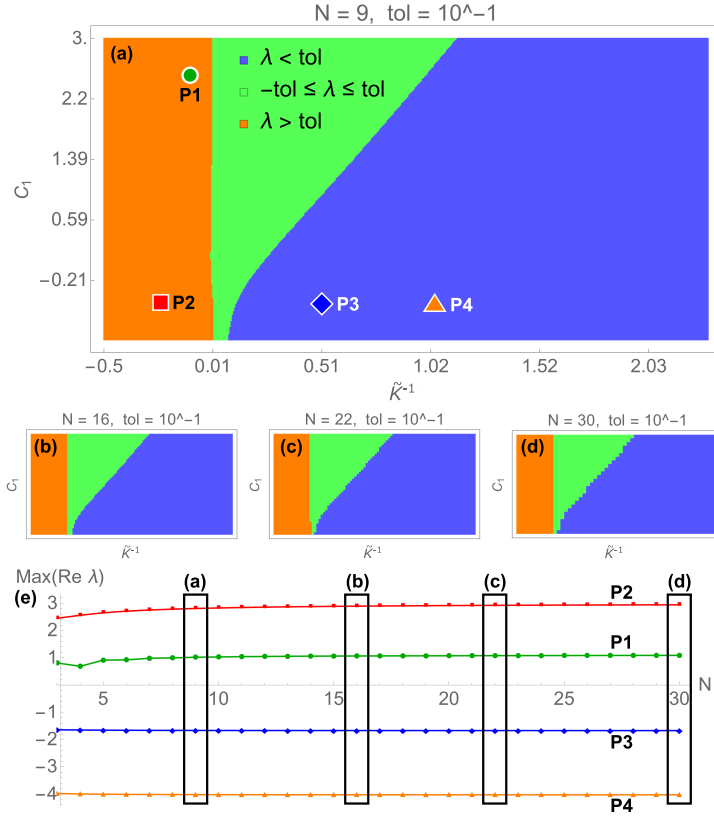 N = 9, tol = 10^−1
(a)
P1
λ < tol
−tol ≤ λ ≤ tol
λ > tol
P2
P3
P4
C₁
3.
2.2
1.39
0.59
−0.21
−0.5
0.01
0.51
1.02
1.52
2.03
K̃⁻¹
N = 16, tol = 10^−1
(b)
C₁
K̃⁻¹
N = 22, tol = 10^−1
(c)
C₁
K̃⁻¹
N = 30, tol = 10^−1
(d)
C₁
K̃⁻¹
Max(Re λ)
(e)
(a)
(b)
(c)
(d)
3
2
1
−1
−2
−3
−4
5
10
15
20
25
30
N
P2
P1
P3
P4